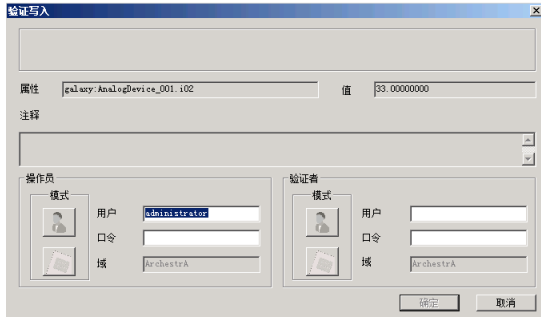 验证写入
属性 galaxy:AnalogDevice_001.i02 值 33.00000000
注释
操作员 验证者
模式 模式
用户 administrator 用户
口令 口令
域 ArchestrA 域 ArchestrA
确定 取消